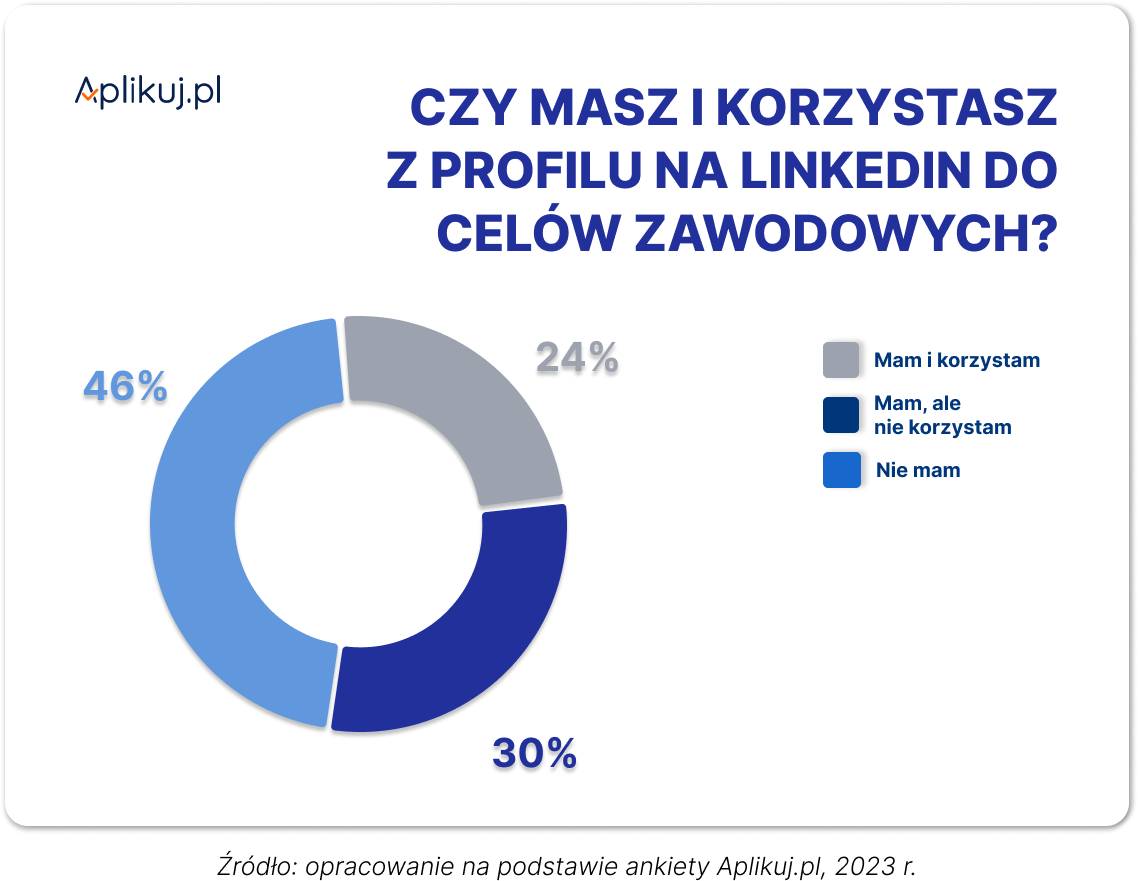 Aplikuj.pl
CZY MASZ I KORZYSTASZ
Z PROFILU NA LINKEDIN DO
CELÓW ZAWODOWYCH?
46%
24%
30%
Mam i korzystam
Mam, ale
nie korzystam
Nie mam
Źródło: opracowanie na podstawie ankiety Aplikuj.pl, 2023 r.